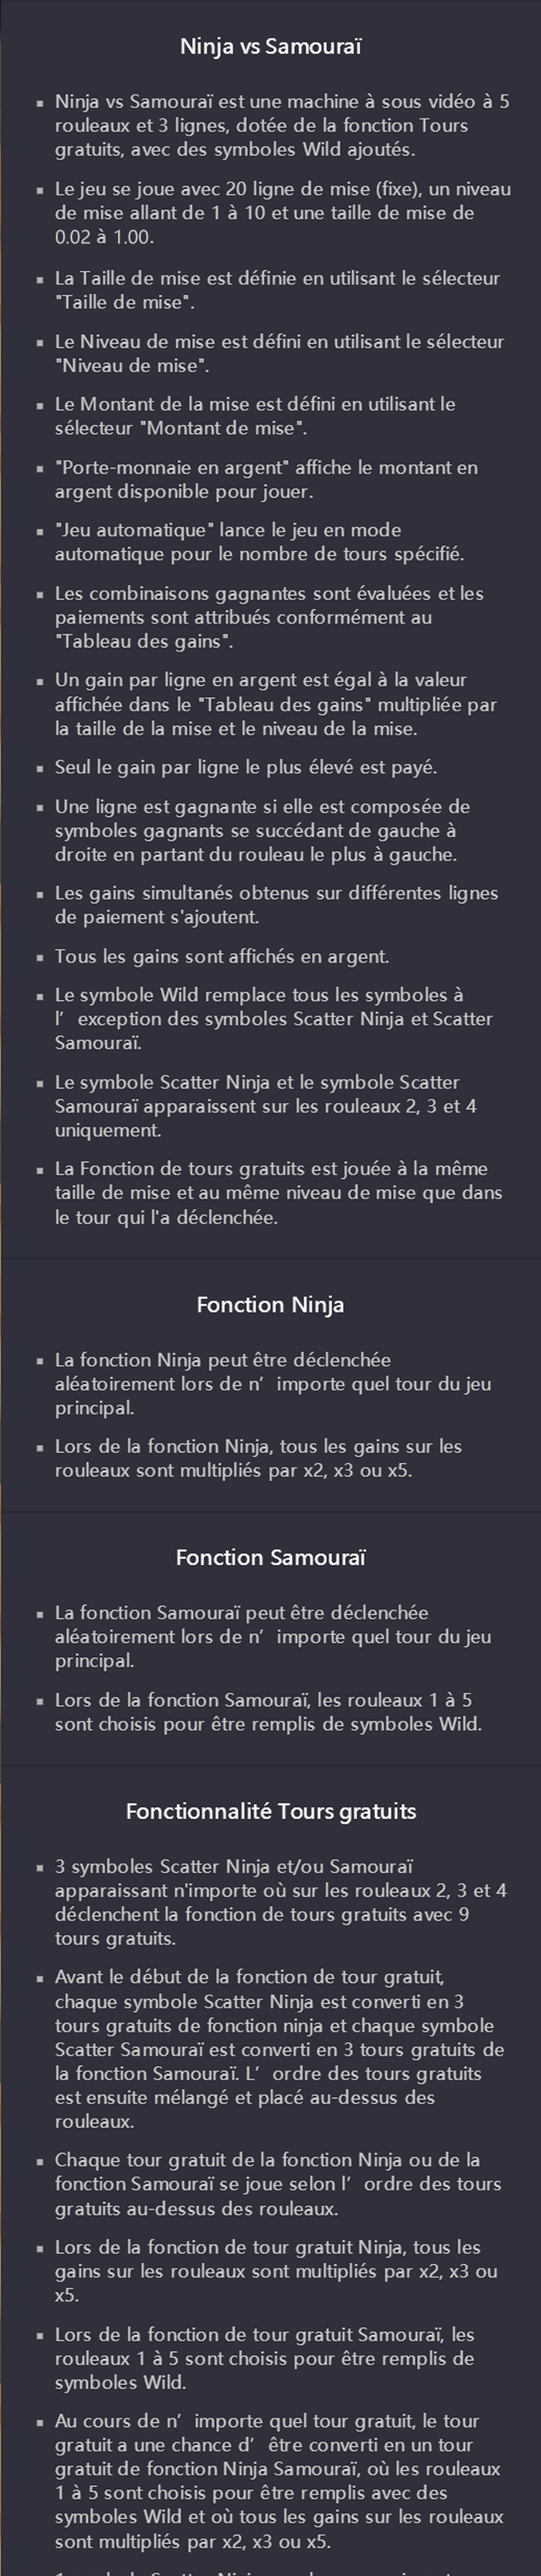 Ninja vs Samouraï
▪ Ninja vs Samouraï est une machine à sous vidéo à 5
rouleaux et 3 lignes, dotée de la fonction Tours
gratuits, avec des symboles Wild ajoutés.
▪ Le jeu se joue avec 20 ligne de mise (fixe), un niveau
de mise allant de 1 à 10 et une taille de mise de
0.02 à 1.00.
▪ La Taille de mise est définie en utilisant le sélecteur
"Taille de mise".
▪ Le Niveau de mise est défini en utilisant le sélecteur
"Niveau de mise".
▪ Le Montant de la mise est défini en utilisant le
sélecteur "Montant de mise".
▪ "Porte-monnaie en argent" affiche le montant en
argent disponible pour jouer.
▪ "Jeu automatique" lance le jeu en mode
automatique pour le nombre de tours spécifié.
▪ Les combinaisons gagnantes sont évaluées et les
paiements sont attribués conformément au
"Tableau des gains".
▪ Un gain par ligne en argent est égal à la valeur
affichée dans le "Tableau des gains" multipliée par
la taille de la mise et le niveau de la mise.
▪ Seul le gain par ligne le plus élevé est payé.
▪ Une ligne est gagnante si elle est composée de
symboles gagnants se succédant de gauche à
droite en partant du rouleau le plus à gauche.
▪ Les gains simultanés obtenus sur différentes lignes
de paiement s'ajoutent.
▪ Tous les gains sont affichés en argent.
▪ Le symbole Wild remplace tous les symboles à
l’exception des symboles Scatter Ninja et Scatter
Samouraï.
▪ Le symbole Scatter Ninja et le symbole Scatter
Samouraï apparaissent sur les rouleaux 2, 3 et 4
uniquement.
▪ La Fonction de tours gratuits est jouée à la même
taille de mise et au même niveau de mise que dans
le tour qui l'a déclenchée.
Fonction Ninja
▪ La fonction Ninja peut être déclenchée
aléatoirement lors de n’importe quel tour du jeu
principal.
▪ Lors de la fonction Ninja, tous les gains sur les
rouleaux sont multipliés par x2, x3 ou x5.
Fonction Samouraï
▪ La fonction Samouraï peut être déclenchée
aléatoirement lors de n’importe quel tour du jeu
principal.
▪ Lors de la fonction Samouraï, les rouleaux 1 à 5
sont choisis pour être remplis de symboles Wild.
Fonctionnalité Tours gratuits
▪ 3 symboles Scatter Ninja et/ou Samouraï
apparaissant n'importe où sur les rouleaux 2, 3 et 4
déclenchent la fonction de tours gratuits avec 9
tours gratuits.
▪ Avant le début de la fonction de tour gratuit,
chaque symbole Scatter Ninja est converti en 3
tours gratuits de fonction ninja et chaque symbole
Scatter Samouraï est converti en 3 tours gratuits de
la fonction Samouraï. L’ordre des tours gratuits
est ensuite mélangé et placé au-dessus des
rouleaux.
▪ Chaque tour gratuit de la fonction Ninja ou de la
fonction Samouraï se joue selon l’ordre des tours
gratuits au-dessus des rouleaux.
▪ Lors de la fonction de tour gratuit Ninja, tous les
gains sur les rouleaux sont multipliés par x2, x3 ou
x5.
▪ Lors de la fonction de tour gratuit Samouraï, les
rouleaux 1 à 5 sont choisis pour être remplis de
symboles Wild.
▪ Au cours de n’importe quel tour gratuit, le tour
gratuit a une chance d’être converti en un tour
gratuit de fonction Ninja Samouraï, où les rouleaux
1 à 5 sont choisis pour être remplis avec des
symboles Wild et où tous les gains sur les rouleaux
sont multipliés par x2, x3 ou x5.